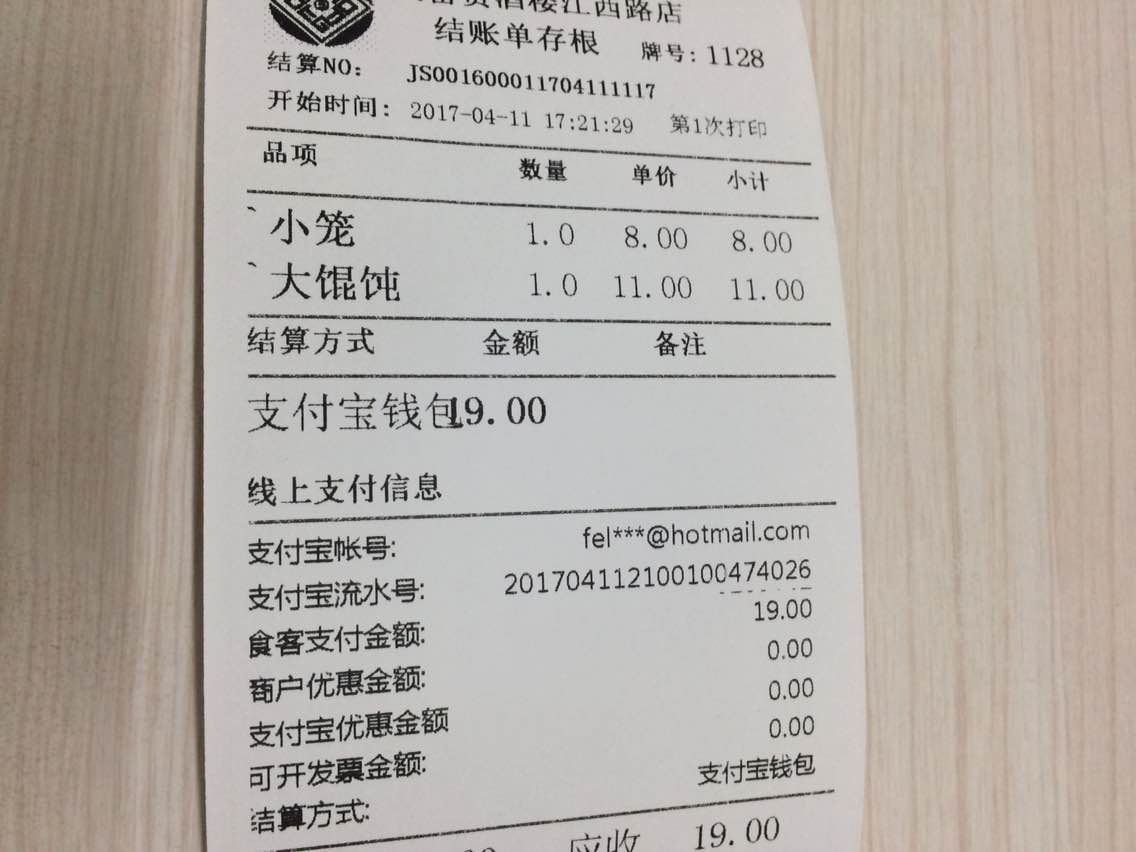 酒楼江西路店
结账单存根 牌号: 1128
结算NO: JS001600011704111117
开始时间: 2017-04-11 17:21:29 第1次打印
品项 数量 单价 小计
小笼 1.0 8.00 8.00
大馄饨 1.0 11.00 11.00
结算方式 金额 备注
支付宝钱包19.00
线上支付信息
支付宝帐号: fel***@hotmail.com
支付宝流水号: 201704112100100474026
食客支付金额: 19.00
商户优惠金额: 0.00
支付宝优惠金额 0.00
可开发票金额: 0.00
结算方式: 支付宝钱包
应收 19.00